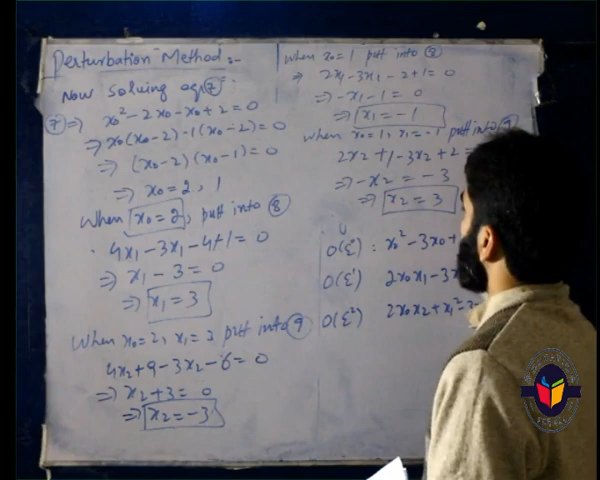 Perturbation Method:-
Now solving eq (7)
(7) => x0² - 2x0 - x0 + 2 = 0
=> x0(x0-2) - 1(x0-2) = 0
=> (x0-2)(x0-1) = 0
=> x0 = 2, 1
When x0=2, put into (8)
4x1 - 3x1 - 4+1 = 0
=> x1 - 3 = 0
=> x1 = 3
When x0=2, x1=3 put into (9)
4x2+9-3x2-6=0
=> x2+3 = 0
=> x2 = -3
When x0=1 put into (8)
=> 2x1-3x1-2+1=0
=> -x1-1 = 0
=> x1 = -1
When x0=1, x1=-1 put into (9)
2x2+1-3x2+2=
=> -x2 = -3
=> x2 = 3
O(ε⁰) : x0² - 3x0+
O(ε¹) 2x0x1 - 3x
O(ε²) 2x0x2+x1²-3